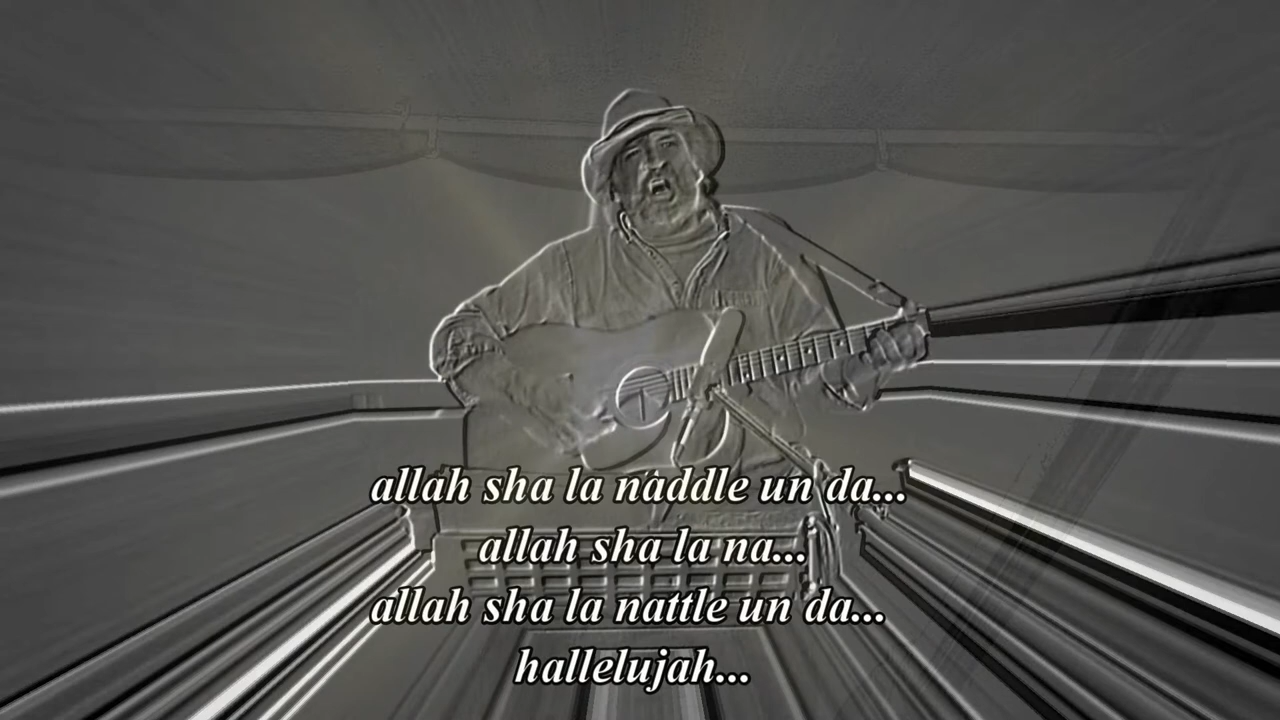 allah sha la naddle un da...
allah sha la na...
allah sha la nattle un da...
hallelujah...